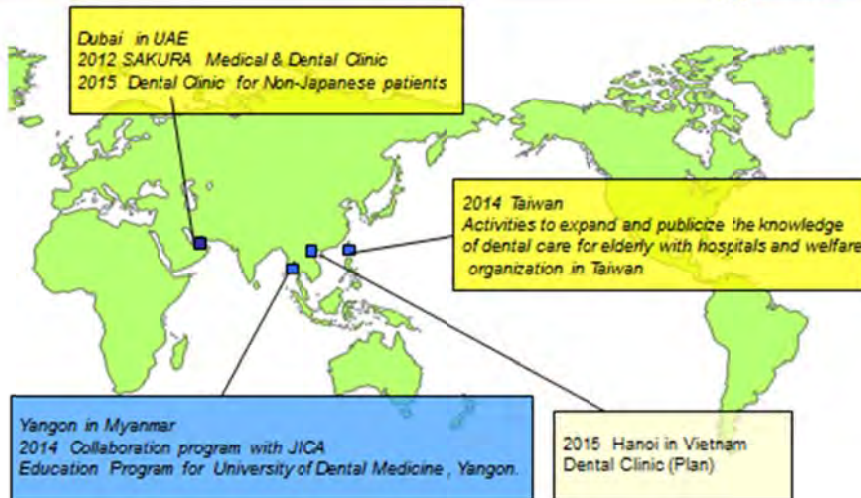 Dubai in UAE
2012 SAKURA Medical & Dental Clinic
2015 Dental Clinic for Non-Japanese patients
2014 Taiwan
Activities to expand and publicize the knowledge
of dental care for elderly with hospitals and welfare
organization in Taiwan
Yangon in Myanmar
2014 Collaboration program with JICA
Education Program for University of Dental Medicine, Yangon.
2015 Hanoi in Vietnam
Dental Clinic (Plan)